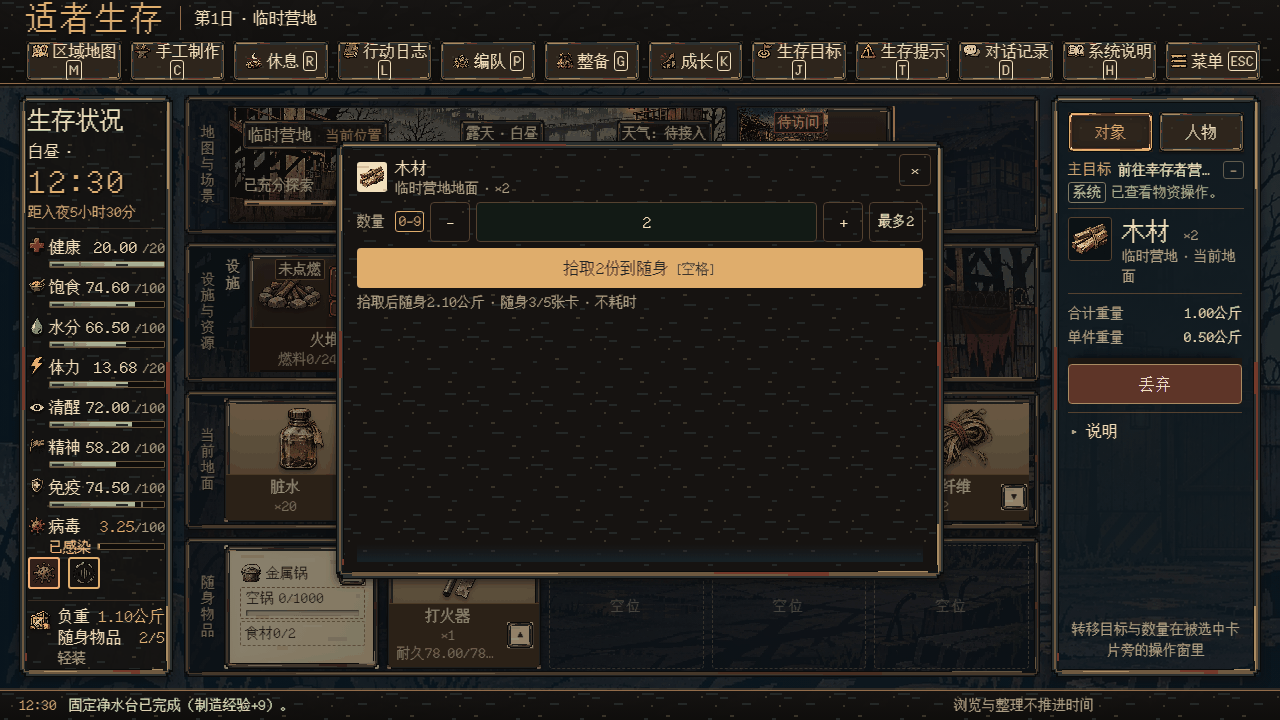 适者生存
第1日 · 临时营地
区域地图 M
手工制作 C
休息 R
行动日志 L
编队 P
整备 G
成长 K
生存目标 J
生存提示 T
对话记录 D
系统说明 H
菜单 ESC
生存状况
白昼 ·
12:30
距入夜5小时30分
健康 20.00 /20
饱食 74.60 /100
水分 66.50 /100
体力 13.68 /20
清醒 72.00 /100
精神 58.20 /100
免疫 74.50 /100
病毒 3.25/100
已感染
负重 1.10公斤
随身物品 2/5
轻装
地图与场景
临时营地 当前位置
露天 · 白昼
天气: 待接入
待访问
已充分探索
设施与资源
设施
未点燃
火堆
燃料0/24
当前地面
脏水
×20
纤维
随身物品
金属锅
空锅 0/1000
食材0/2
打火器
×1
耐久78.00/78…
空位
空位
空位
木材
临时营地地面 · ×2
×
数量 0-9
−
2
+
最多2
拾取2份到随身 [空格]
拾取后随身2.10公斤 · 随身3/5张卡 · 不耗时
对象
人物
主目标 前往幸存者营…
−
系统 已查看物资操作。
木材 ×2
临时营地 · 当前地
面
合计重量 1.00公斤
单件重量 0.50公斤
丢弃
▸ 说明
转移目标与数量在被选中卡
片旁的操作窗里
12:30 固定净水台已完成（制造经验+9）。
浏览与整理不推进时间